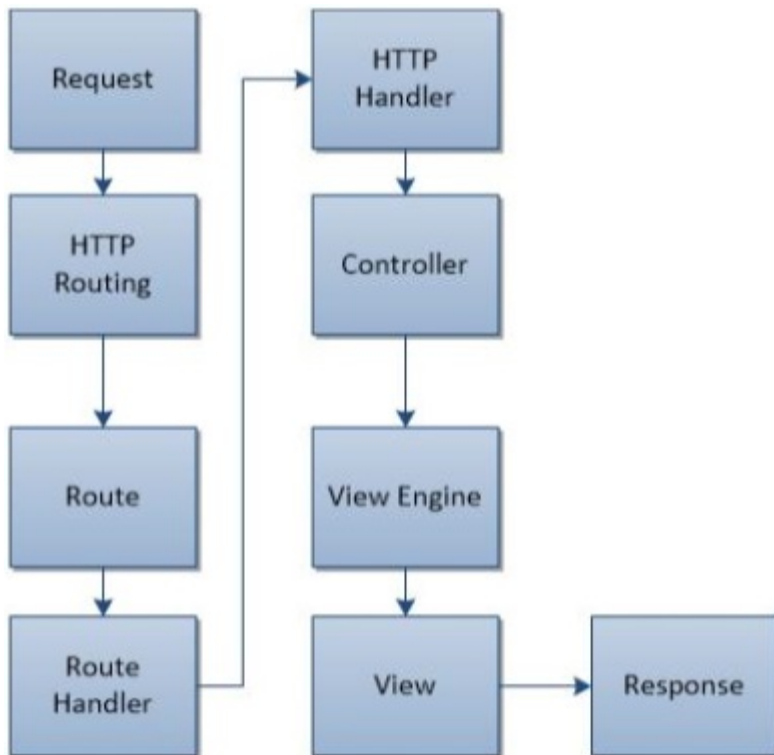 Request
HTTP
Routing
Route
Route
Handler
HTTP
Handler
Controller
View Engine
View
Response